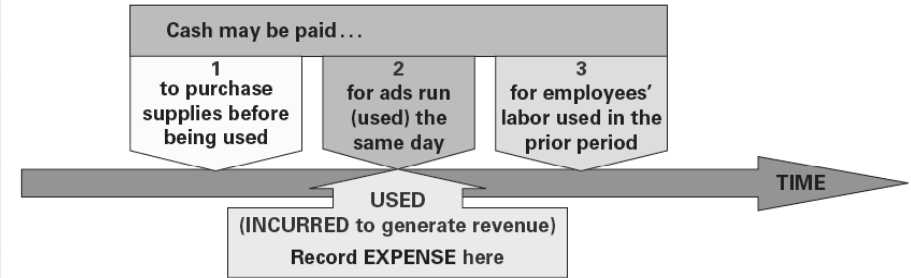 Cash may be paid . . .
1
to purchase
supplies before
being used
2
for ads run
(used) the
same day
3
for employees'
labor used in the
prior period
TIME
USED
(INCURRED to generate revenue)
Record EXPENSE here